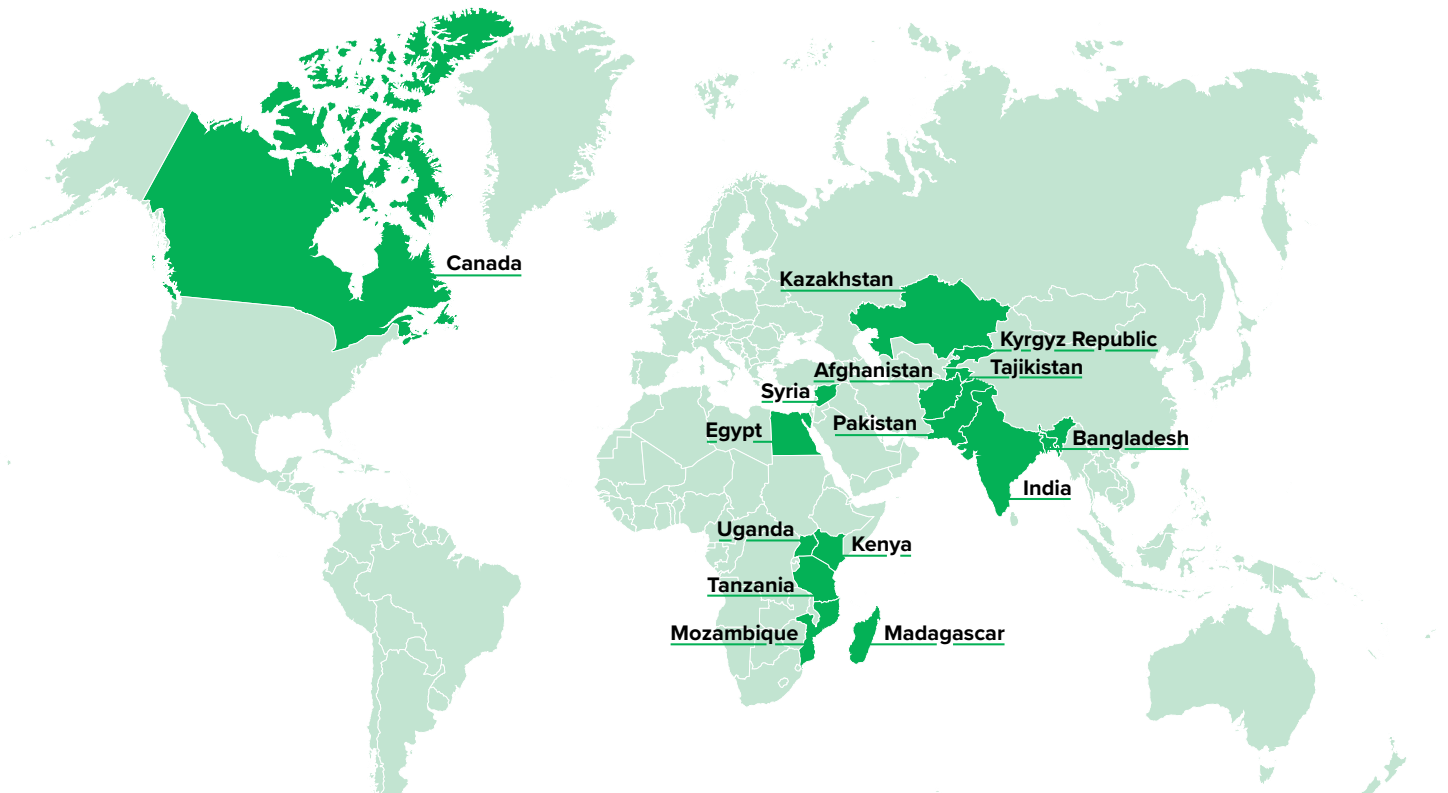 Canada
Kazakhstan
Kyrgyz Republic
Tajikistan
Afghanistan
Syria
Pakistan
Egypt
Bangladesh
India
Uganda
Kenya
Tanzania
Mozambique
Madagascar